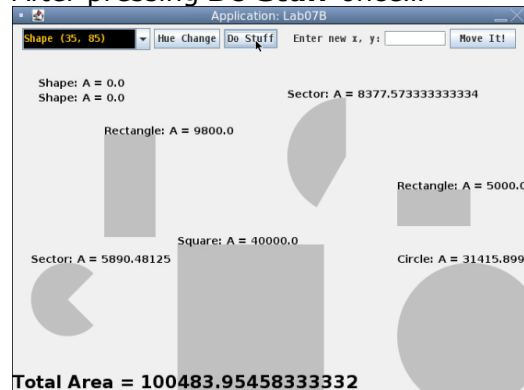 After pressing Do Stuff once...
Application: Lab07B
Shape (35, 85) Hue Change Do Stuff Enter new x, y: Move It!
Shape: A = 0.0
Shape: A = 0.0
Sector: A = 8377.573333333334
Rectangle: A = 9800.0
Rectangle: A = 5000.0
Square: A = 40000.0
Sector: A = 5890.48125
Circle: A = 31415.899
Total Area = 100483.95458333332